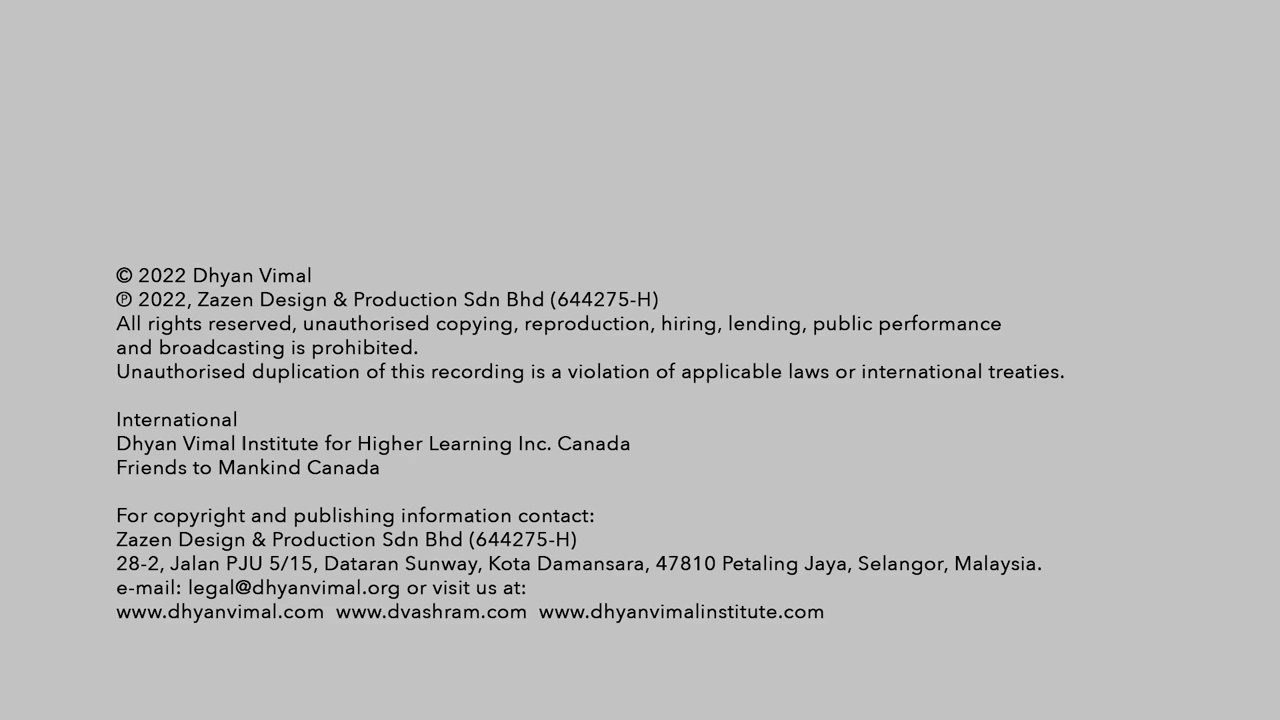 © 2022 Dhyan Vimal
℗ 2022, Zazen Design & Production Sdn Bhd (644275-H)
All rights reserved, unauthorised copying, reproduction, hiring, lending, public performance
and broadcasting is prohibited.
Unauthorised duplication of this recording is a violation of applicable laws or international treaties.
International
Dhyan Vimal Institute for Higher Learning Inc. Canada
Friends to Mankind Canada
For copyright and publishing information contact:
Zazen Design & Production Sdn Bhd (644275-H)
28-2, Jalan PJU 5/15, Dataran Sunway, Kota Damansara, 47810 Petaling Jaya, Selangor, Malaysia.
e-mail: legal@dhyanvimal.org or visit us at:
www.dhyanvimal.com www.dvashram.com www.dhyanvimalinstitute.com